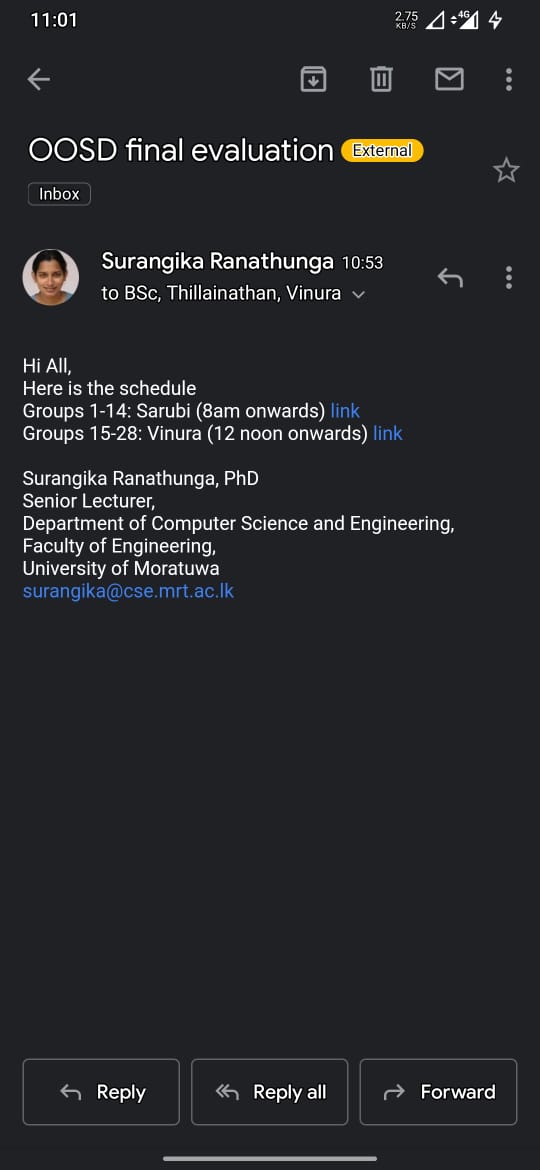 11:01
2.75
KB/S
4G
OOSD final evaluation External
Inbox
Surangika Ranathunga 10:53
to BSc, Thillainathan, Vinura
Hi All,
Here is the schedule
Groups 1-14: Sarubi (8am onwards) link
Groups 15-28: Vinura (12 noon onwards) link
Surangika Ranathunga, PhD
Senior Lecturer,
Department of Computer Science and Engineering,
Faculty of Engineering,
University of Moratuwa
surangika@cse.mrt.ac.lk
Reply
Reply all
Forward